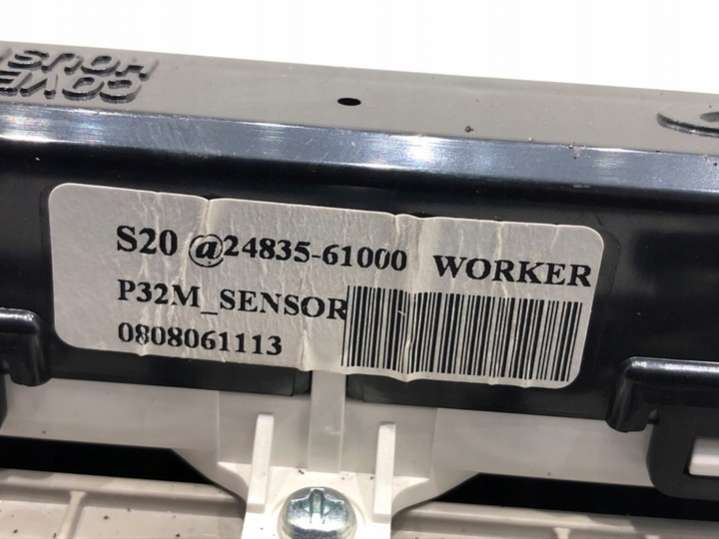 S20 @24835-61000 WORKER
P32M_SENSOR
0808061113